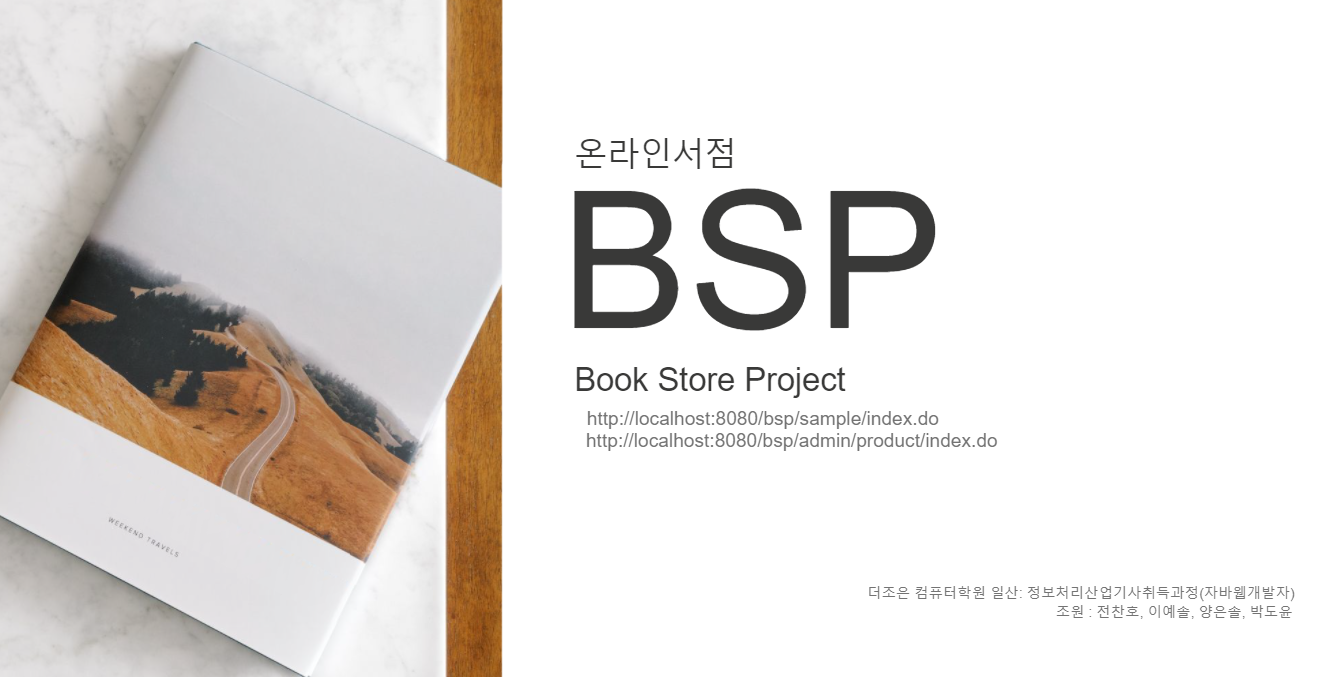 온라인서점
BSP
Book Store Project
http://localhost:8080/bsp/sample/index.do
http://localhost:8080/bsp/admin/product/index.do
WEEKEND TRAVELS
더조은 컴퓨터학원 일산: 정보처리산업기사취득과정(자바웹개발자)
조원 : 전찬호, 이예솔, 양은솔, 박도윤